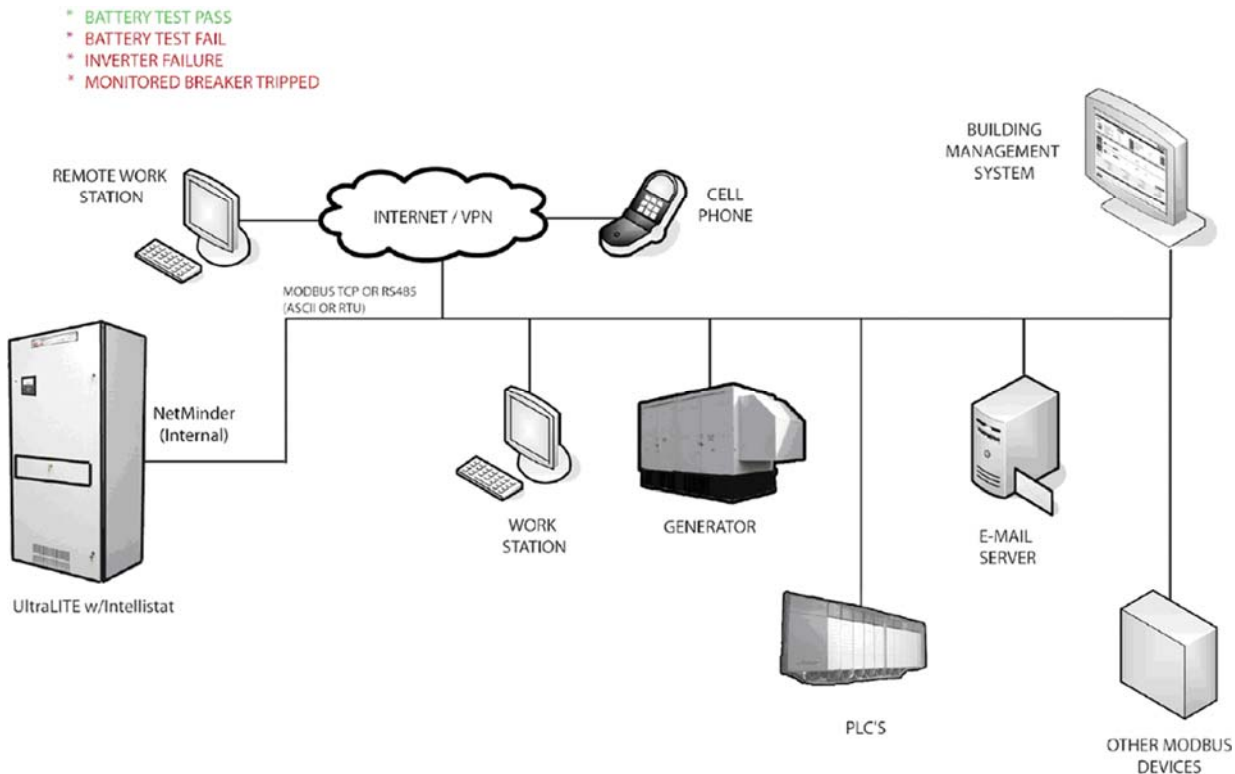 * BATTERY TEST PASS
* BATTERY TEST FAIL
* INVERTER FAILURE
* MONITORED BREAKER TRIPPED
BUILDING
MANAGEMENT
SYSTEM
REMOTE WORK
STATION
INTERNET / VPN
CELL
PHONE
MODBUS TCP OR RS485
(ASCII OR RTU)
NetMinder
(Internal)
UltraLITE w/Intellistat
WORK
STATION
GENERATOR
E-MAIL
SERVER
PLC'S
OTHER MODBUS
DEVICES